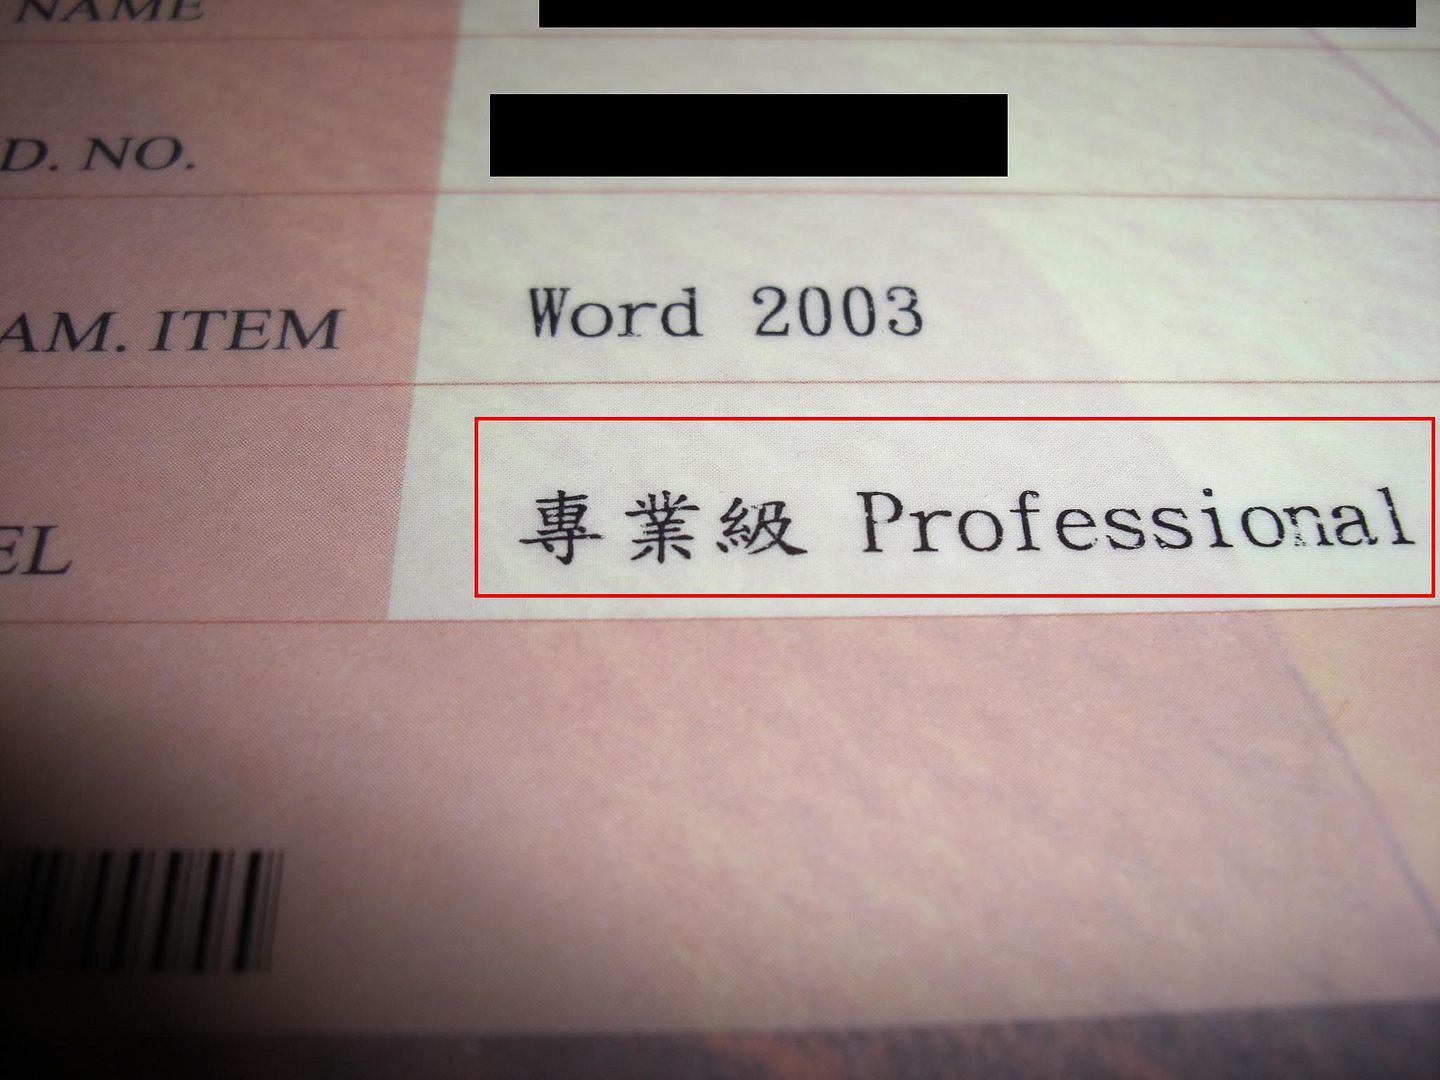 NAME
D. NO.
AM. ITEM Word 2003
EL 專業級 Professional